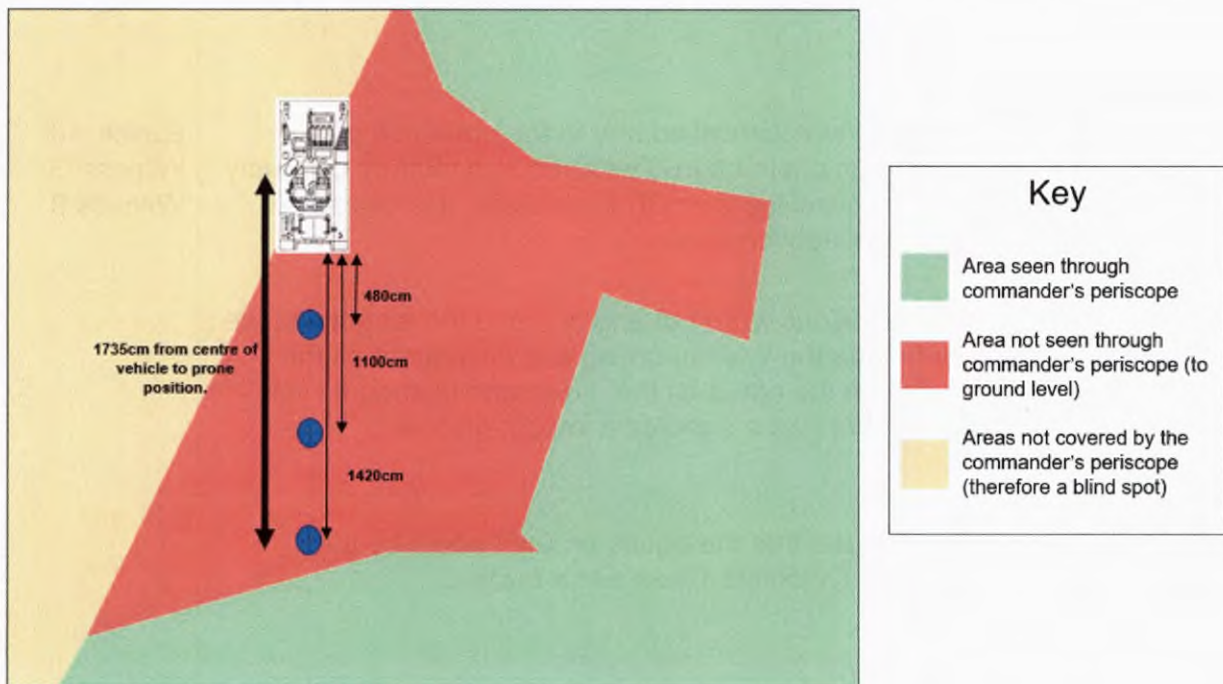 480cm
1735cm from centre of
vehicle to prone
position.
1100cm
1420cm
Key
Area seen through
commander's periscope
Area not seen through
commander's periscope (to
ground level)
Areas not covered by the
commander's periscope
(therefore a blind spot)